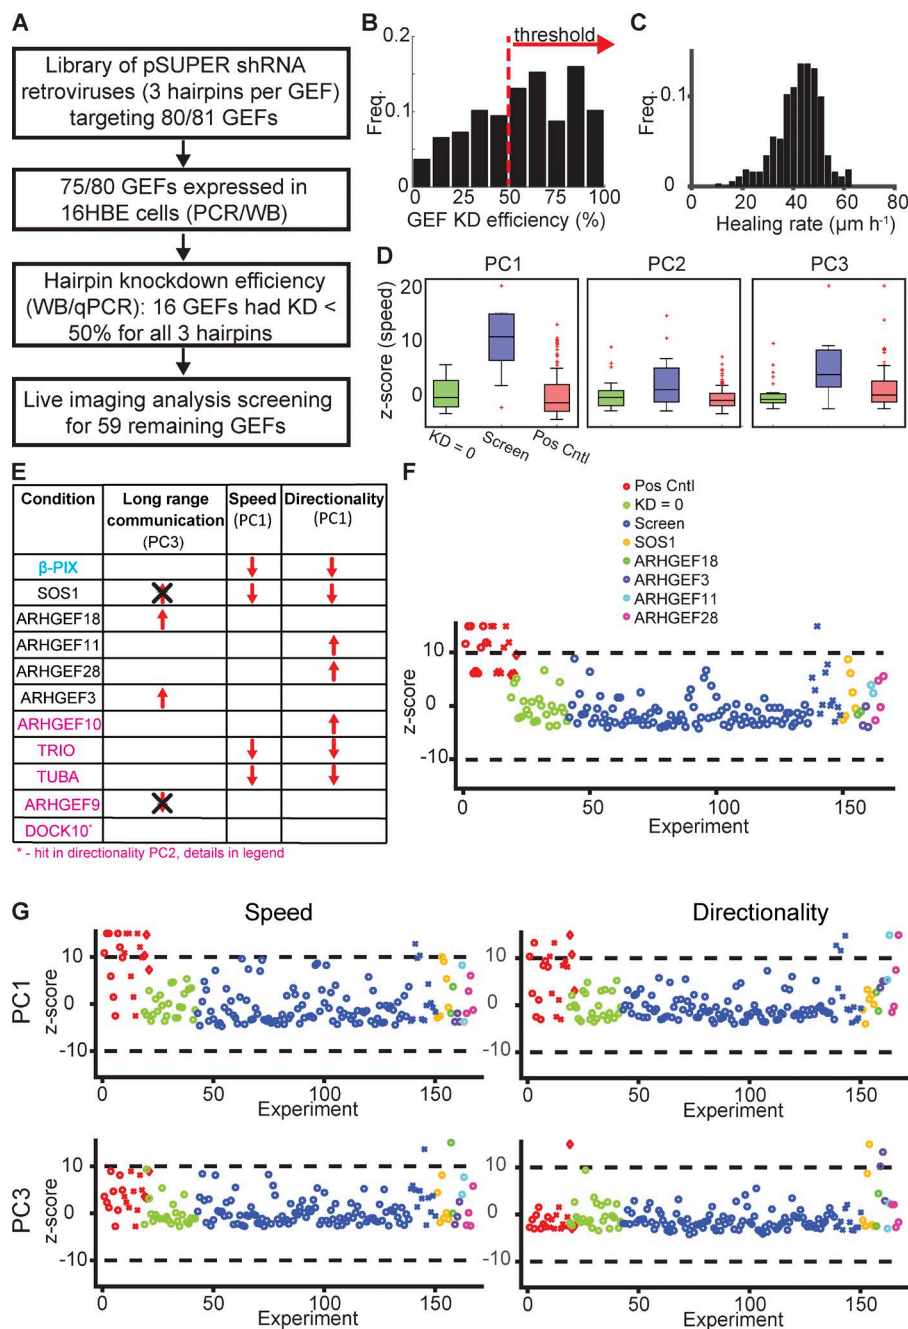 A
Library of pSUPER shRNA
retroviruses (3 hairpins per GEF)
targeting 80/81 GEFs
75/80 GEFs expressed in
16HBE cells (PCR/WB)
Hairpin knockdown efficiency
(WB/qPCR): 16 GEFs had KD <
50% for all 3 hairpins
Live imaging analysis screening
for 59 remaining GEFs
B
threshold
Freq.
0.2
0.1
0
0 25 50 75 100
GEF KD efficiency (%)
C
Freq.
0.1
0
0 20 40 60 80
Healing rate (µm h⁻¹)
D
PC1 PC2 PC3
z-score (speed)
20
10
0
KD = 0 Screen Pos Cntl
E
Condition Long range communication (PC3) Speed (PC1) Directionality (PC1)
β-PIX
SOS1
ARHGEF18
ARHGEF11
ARHGEF28
ARHGEF3
ARHGEF10
TRIO
TUBA
ARHGEF9
DOCK10*
* - hit in directionality PC2, details in legend
F
Pos Cntl
KD = 0
Screen
SOS1
ARHGEF18
ARHGEF3
ARHGEF11
ARHGEF28
z-score
10
0
-10
0 50 100 150
Experiment
G
Speed Directionality
PC1
z-score
10
0
-10
0 50 100 150
Experiment
10
0
-10
0 50 100 150
Experiment
PC3
z-score
10
0
-10
0 50 100 150
Experiment
10
0
-10
0 50 100 150
Experiment